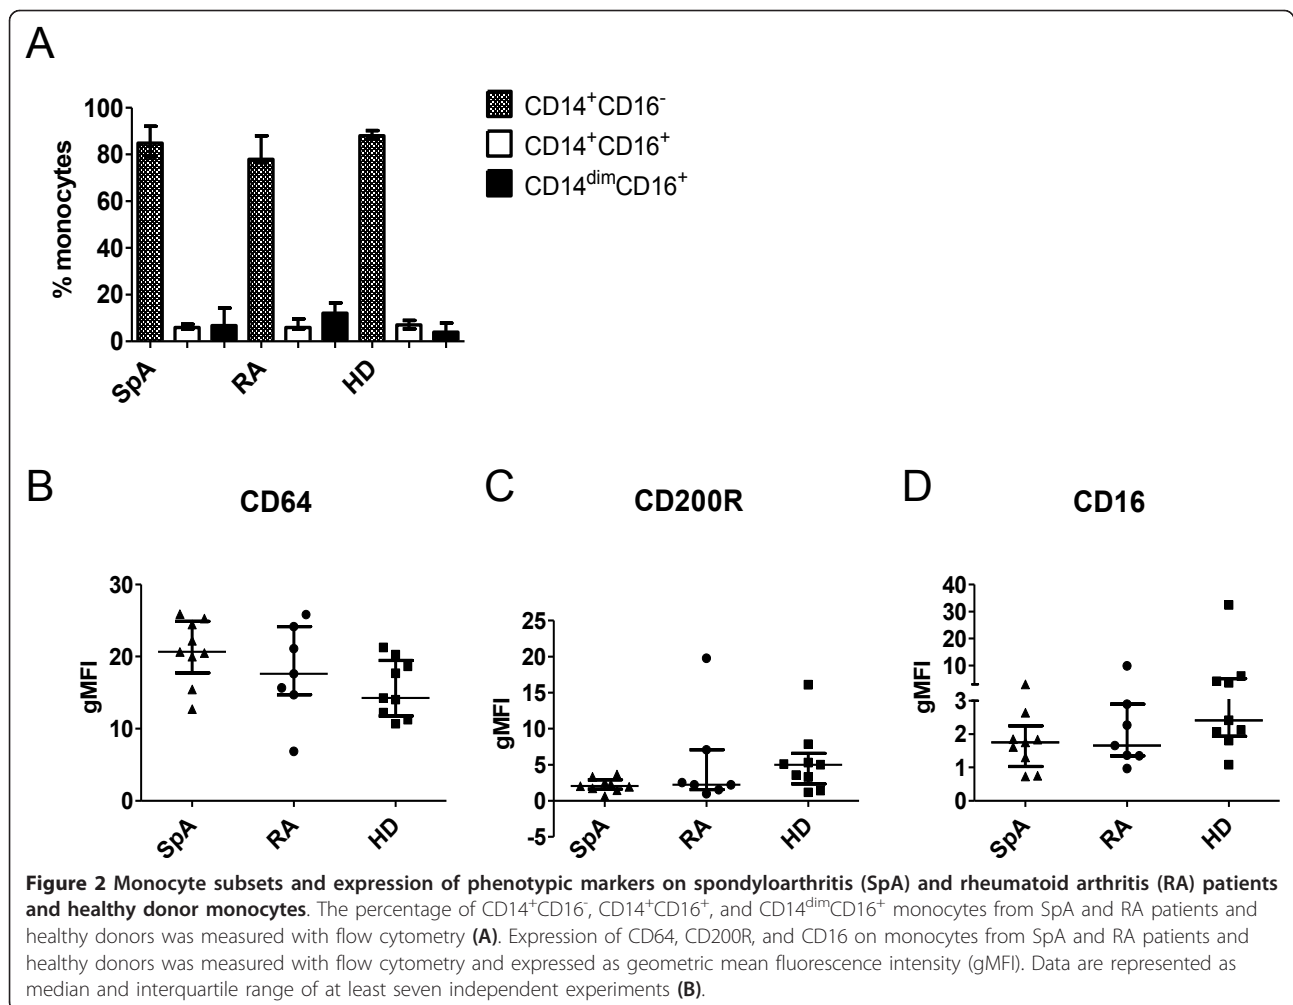 A
100
80
60
40
20
0
% monocytes
SpA
RA
HD
CD14+CD16-
CD14+CD16+
CD14dimCD16+
B
CD64
30
20
10
0
gMFI
SpA
RA
HD
C
CD200R
25
20
15
10
5
0
-5
gMFI
SpA
RA
HD
D
CD16
40
30
20
10
3
2
1
0
gMFI
SpA
RA
HD
Figure 2 Monocyte subsets and expression of phenotypic markers on spondyloarthritis (SpA) and rheumatoid arthritis (RA) patients
and healthy donor monocytes. The percentage of CD14+CD16-, CD14+CD16+, and CD14dimCD16+ monocytes from SpA and RA patients and
healthy donors was measured with flow cytometry (A). Expression of CD64, CD200R, and CD16 on monocytes from SpA and RA patients and
healthy donors was measured with flow cytometry and expressed as geometric mean fluorescence intensity (gMFI). Data are represented as
median and interquartile range of at least seven independent experiments (B).